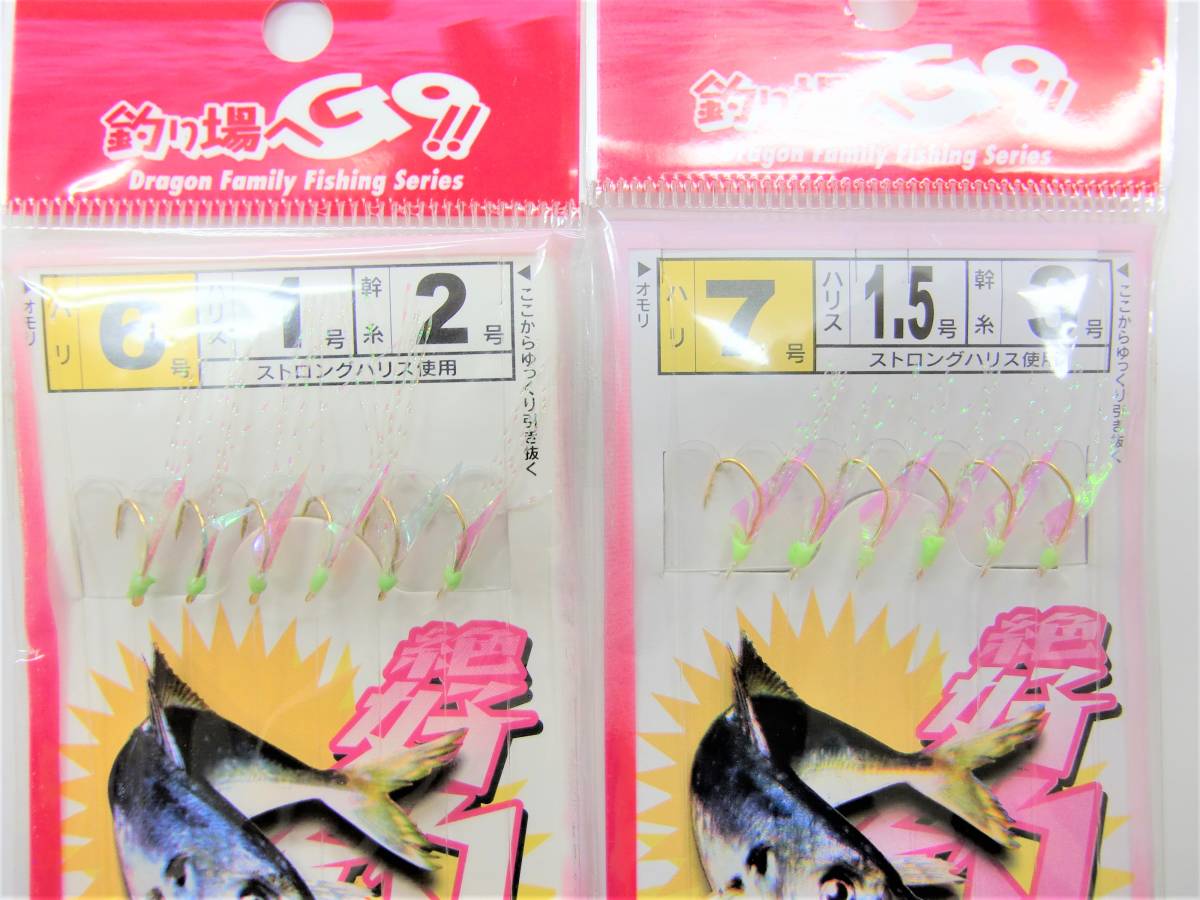 釣り場へGO!!
Dragon Family Fishing Series
ハリ 6号 ハリス 1号 幹糸 2号
ストロングハリス使用
◀オモリ
◀ここからゆっくり引き抜く
絶好
釣り場へGO!!
Dragon Family Fishing Series
ハリ 7号 ハリス 1.5号 幹糸 3号
ストロングハリス使用
◀オモリ
◀ここからゆっくり引き抜く
絶好